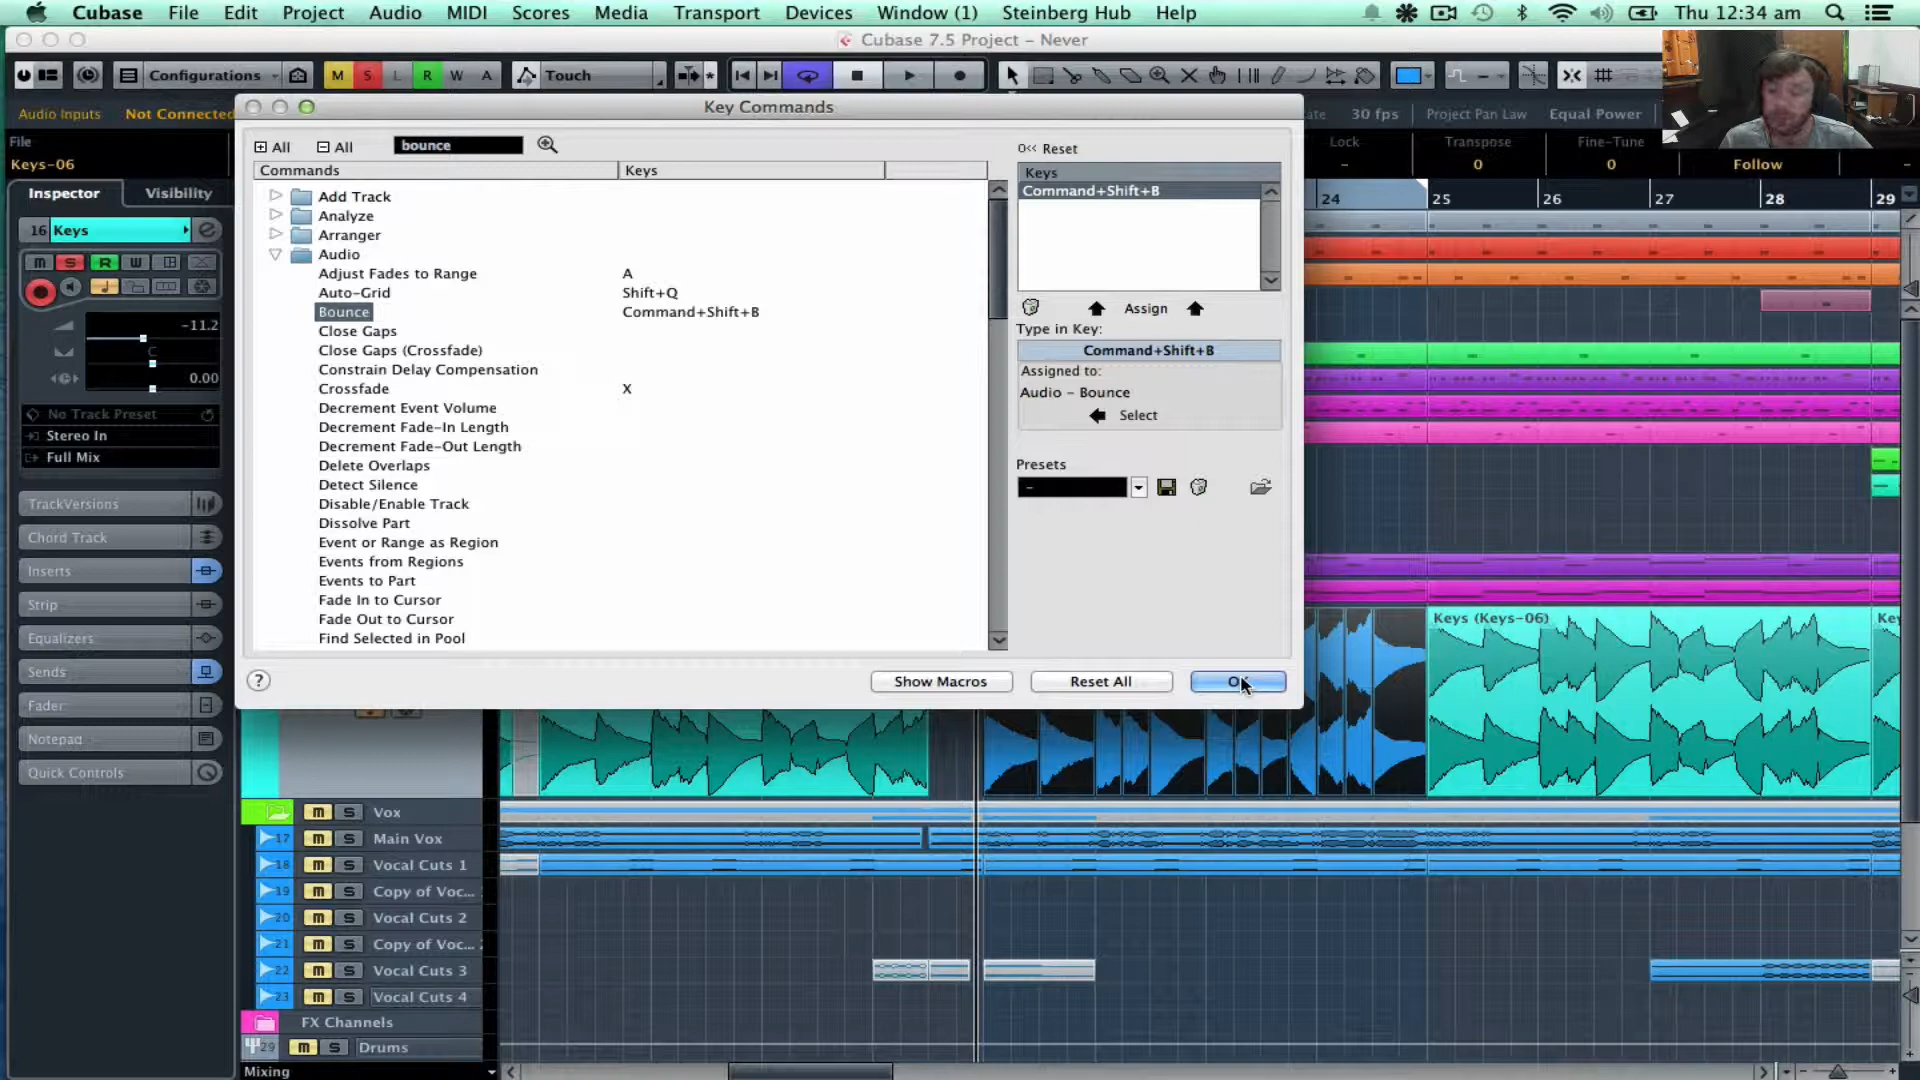 Cubase File Edit Project Audio MIDI Scores Media Transport Devices Window (1) Steinberg Hub Help Thu 12:34 am
Cubase 7.5 Project - Never
Configurations M S L R W A Touch
Audio Inputs Not Connected
30 fps Project Pan Law Equal Power
File
Keys-06
Lock Transpose Fine-Tune
- 0 0 Follow -
Inspector Visibility
16 Keys
m S R W
-11.2
C
0.00
No Track Preset
Stereo In
Full Mix
TrackVersions
Chord Track
Inserts
Strip
Equalizers
Sends
Fader
Notepad
Quick Controls
Key Commands
All All bounce
Commands Keys
Add Track
Analyze
Arranger
Audio
Adjust Fades to Range A
Auto-Grid Shift+Q
Bounce Command+Shift+B
Close Gaps
Close Gaps (Crossfade)
Constrain Delay Compensation
Crossfade X
Decrement Event Volume
Decrement Fade-In Length
Decrement Fade-Out Length
Delete Overlaps
Detect Silence
Disable/Enable Track
Dissolve Part
Event or Range as Region
Events from Regions
Events to Part
Fade In to Cursor
Fade Out to Cursor
Find Selected in Pool
Reset
Keys
Command+Shift+B
Assign
Type in Key:
Command+Shift+B
Assigned to:
Audio - Bounce
Select
Presets
-
? Show Macros Reset All
24 25 26 27 28 29
Keys (Keys-06)
m S Vox
17 m S Main Vox
18 m S Vocal Cuts 1
19 m S Copy of Voc...
20 m S Vocal Cuts 2
21 m S Copy of Voc...
22 m S Vocal Cuts 3
23 m S Vocal Cuts 4
FX Channels
29 m S Drums
Mixing